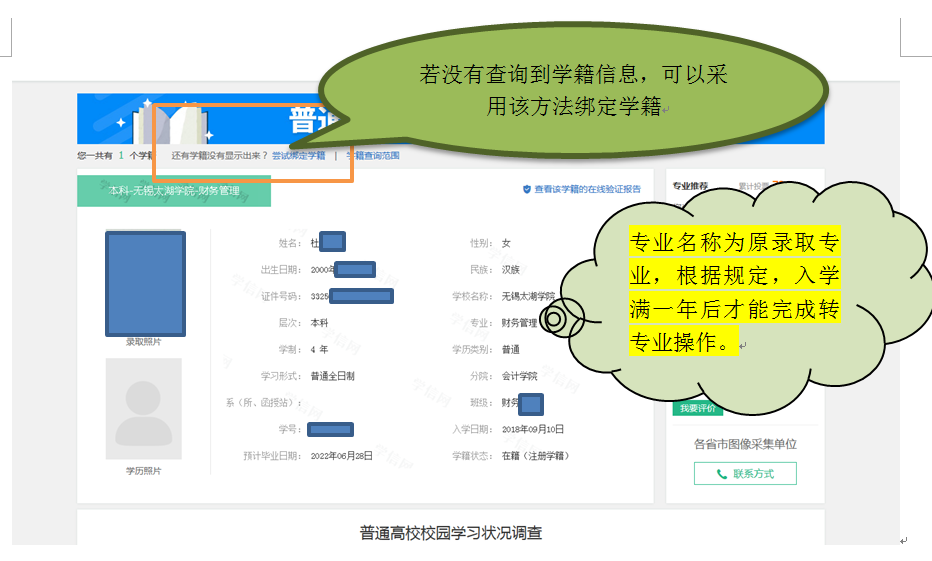 若没有查询到学籍信息，可以采
用该方法绑定学籍
普通
您一共有 1 个学籍 还有学籍没有显示出来？尝试绑定学籍 | 学籍查询范围
本科-无锡太湖学院-财务管理
查看该学籍的在线验证报告
专业推荐 累计投票
专业名称为原录取专
业，根据规定，入学
满一年后才能完成转
专业操作。
姓名： 杜 性别： 女
出生日期： 2000年 民族： 汉族
证件号码： 3325 学校名称： 无锡太湖学院
层次： 本科 专业： 财务管理
录取照片
学制： 4 年 学历类别： 普通
学习形式： 普通全日制 分院： 会计学院
系（所、函授站）： 班级： 财务
我要评价
学号： 入学日期： 2018年09月10日
各省市图像采集单位
预计毕业日期： 2022年06月28日 学籍状态： 在籍（注册学籍）
学历照片
联系方式
普通高校校园学习状况调查
学信网